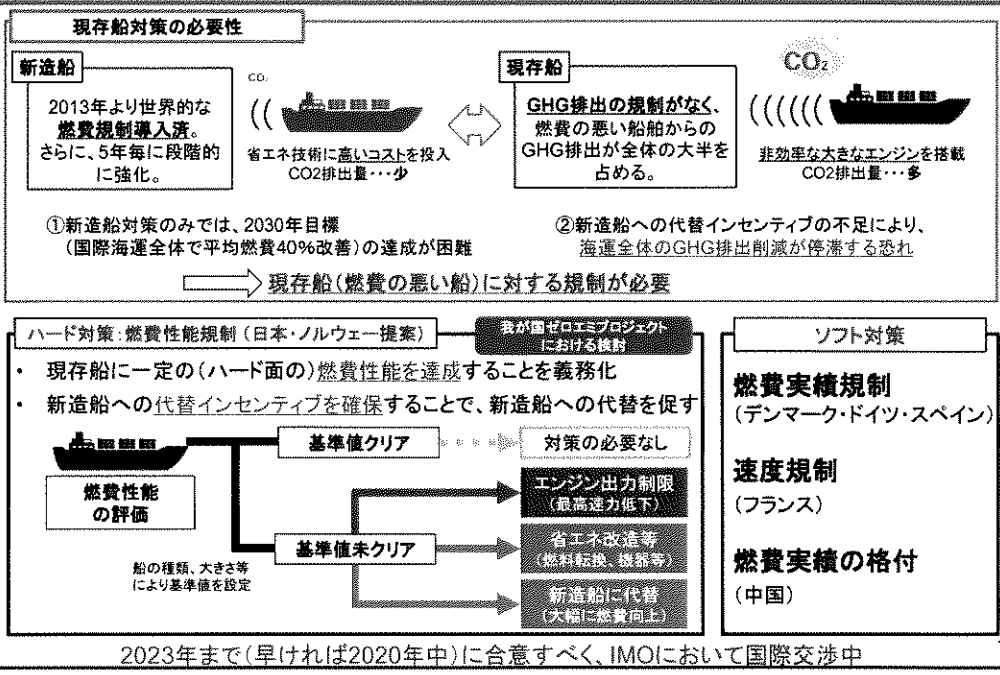 現存船対策の必要性
新造船
2013年より世界的な
燃費規制導入済。
さらに、5年毎に段階的
に強化。
CO₂
省エネ技術に高いコストを投入
CO2排出量・・・少
現存船
GHG排出の規制がなく、
燃費の悪い船舶からの
GHG排出が全体の大半を
占める。
CO₂
非効率な大きなエンジンを搭載
CO2排出量・・・多
①新造船対策のみでは、2030年目標
(国際海運全体で平均燃費40%改善)の達成が困難
②新造船への代替インセンティブの不足により、
海運全体のGHG排出削減が停滞する恐れ
現存船(燃費の悪い船)に対する規制が必要
ハード対策:燃費性能規制(日本・ノルウェー提案)
我が国ゼロエミプロジェクト
における検討
・ 現存船に一定の(ハード面の)燃費性能を達成することを義務化
・ 新造船への代替インセンティブを確保することで、新造船への代替を促す
燃費性能
の評価
船の種類、大きさ等
により基準値を設定
基準値クリア
対策の必要なし
基準値未クリア
エンジン出力制限
(最高速力低下)
省エネ改造等
(燃料転換、機器等)
新造船に代替
(大幅に燃費向上)
ソフト対策
燃費実績規制
(デンマーク・ドイツ・スペイン)
速度規制
(フランス)
燃費実績の格付
(中国)
2023年まで(早ければ2020年中)に合意すべく、IMOにおいて国際交渉中